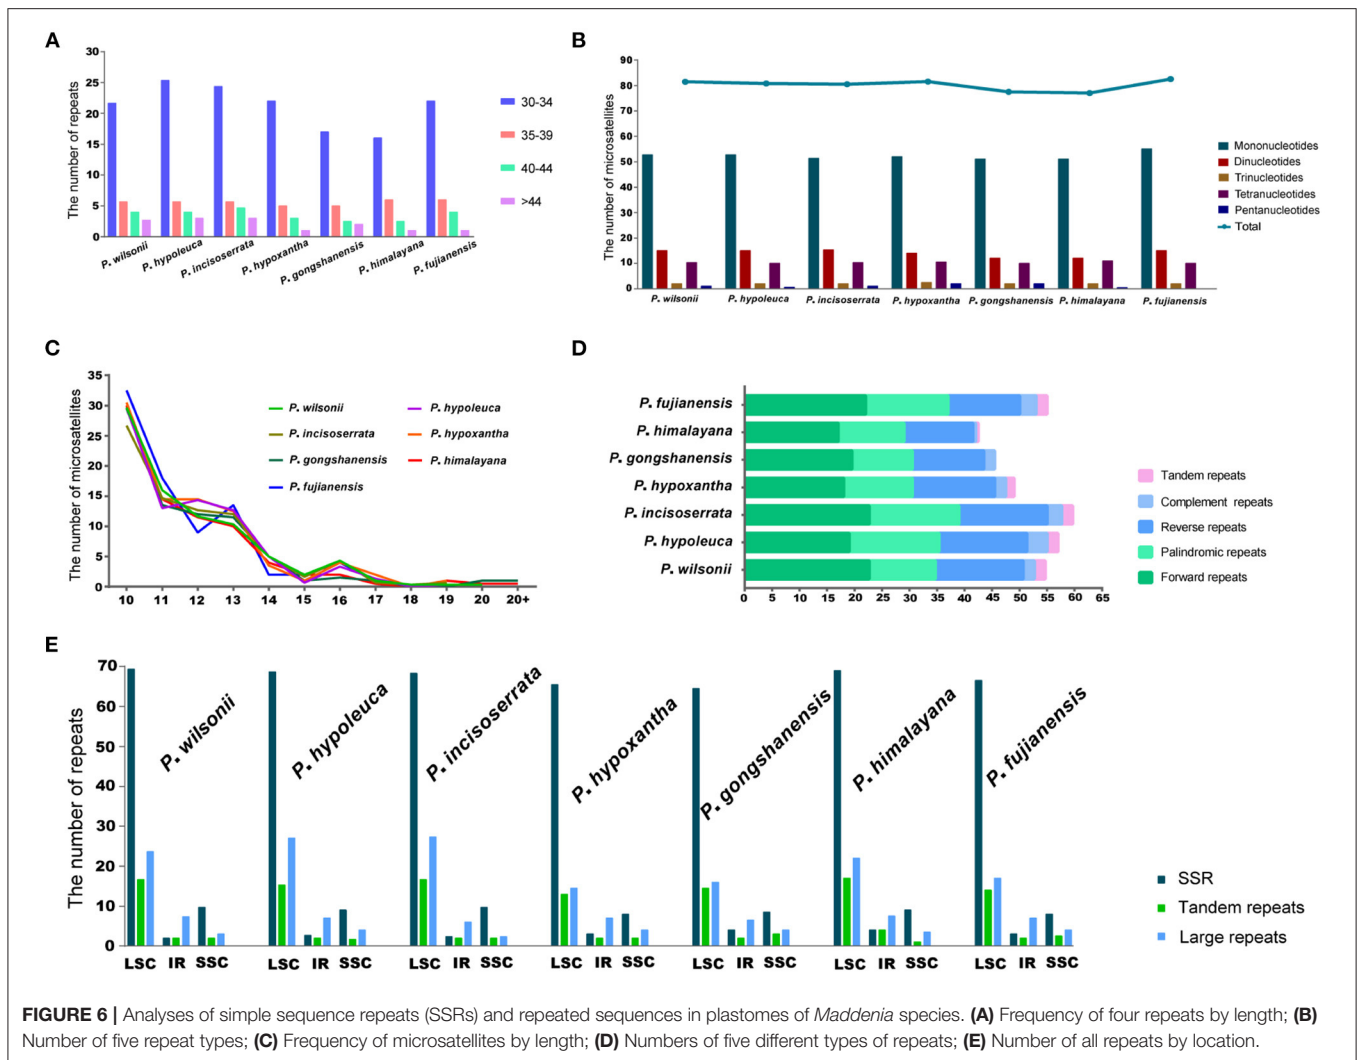 A
The number of repeats
30
25
20
15
10
5
0
P. wilsonii
P. hypoleuca
P. incisoserrata
P. hypoxantha
P. gongshanensis
P. himalayana
P. fujianensis
30-34
35-39
40-44
>44
B
The number of microsatellites
90
80
70
60
50
40
30
20
10
0
P. wilsonii
P. hypoleuca
P. incisoserrata
P. hypoxantha
P. gongshanensis
P. himalayana
P. fujianensis
Mononucleotides
Dinucleotides
Trinucleotides
Tetranucleotides
Pentanucleotides
Total
C
The number of microsatellites
35
30
25
20
15
10
5
0
10 11 12 13 14 15 16 17 18 19 20 20+
P. wilsonii P. hypoleuca
P. incisoserrata P. hypoxantha
P. gongshanensis P. himalayana
P. fujianensis
D
P. fujianensis
P. himalayana
P. gongshanensis
P. hypoxantha
P. incisoserrata
P. hypoleuca
P. wilsonii
0 5 10 15 20 25 30 35 40 45 50 55 60 65
Tandem repeats
Complement repeats
Reverse repeats
Palindromic repeats
Forward repeats
E
The number of repeats
70
60
50
40
30
20
10
0
P. wilsonii
P. hypoleuca
P. incisoserrata
P. hypoxantha
P. gongshanensis
P. himalayana
P. fujianensis
LSC IR SSC LSC IR SSC LSC IR SSC LSC IR SSC LSC IR SSC LSC IR SSC LSC IR SSC
SSR
Tandem repeats
Large repeats
FIGURE 6 | Analyses of simple sequence repeats (SSRs) and repeated sequences in plastomes of Maddenia species. (A) Frequency of four repeats by length; (B)
Number of five repeat types; (C) Frequency of microsatellites by length; (D) Numbers of five different types of repeats; (E) Number of all repeats by location.